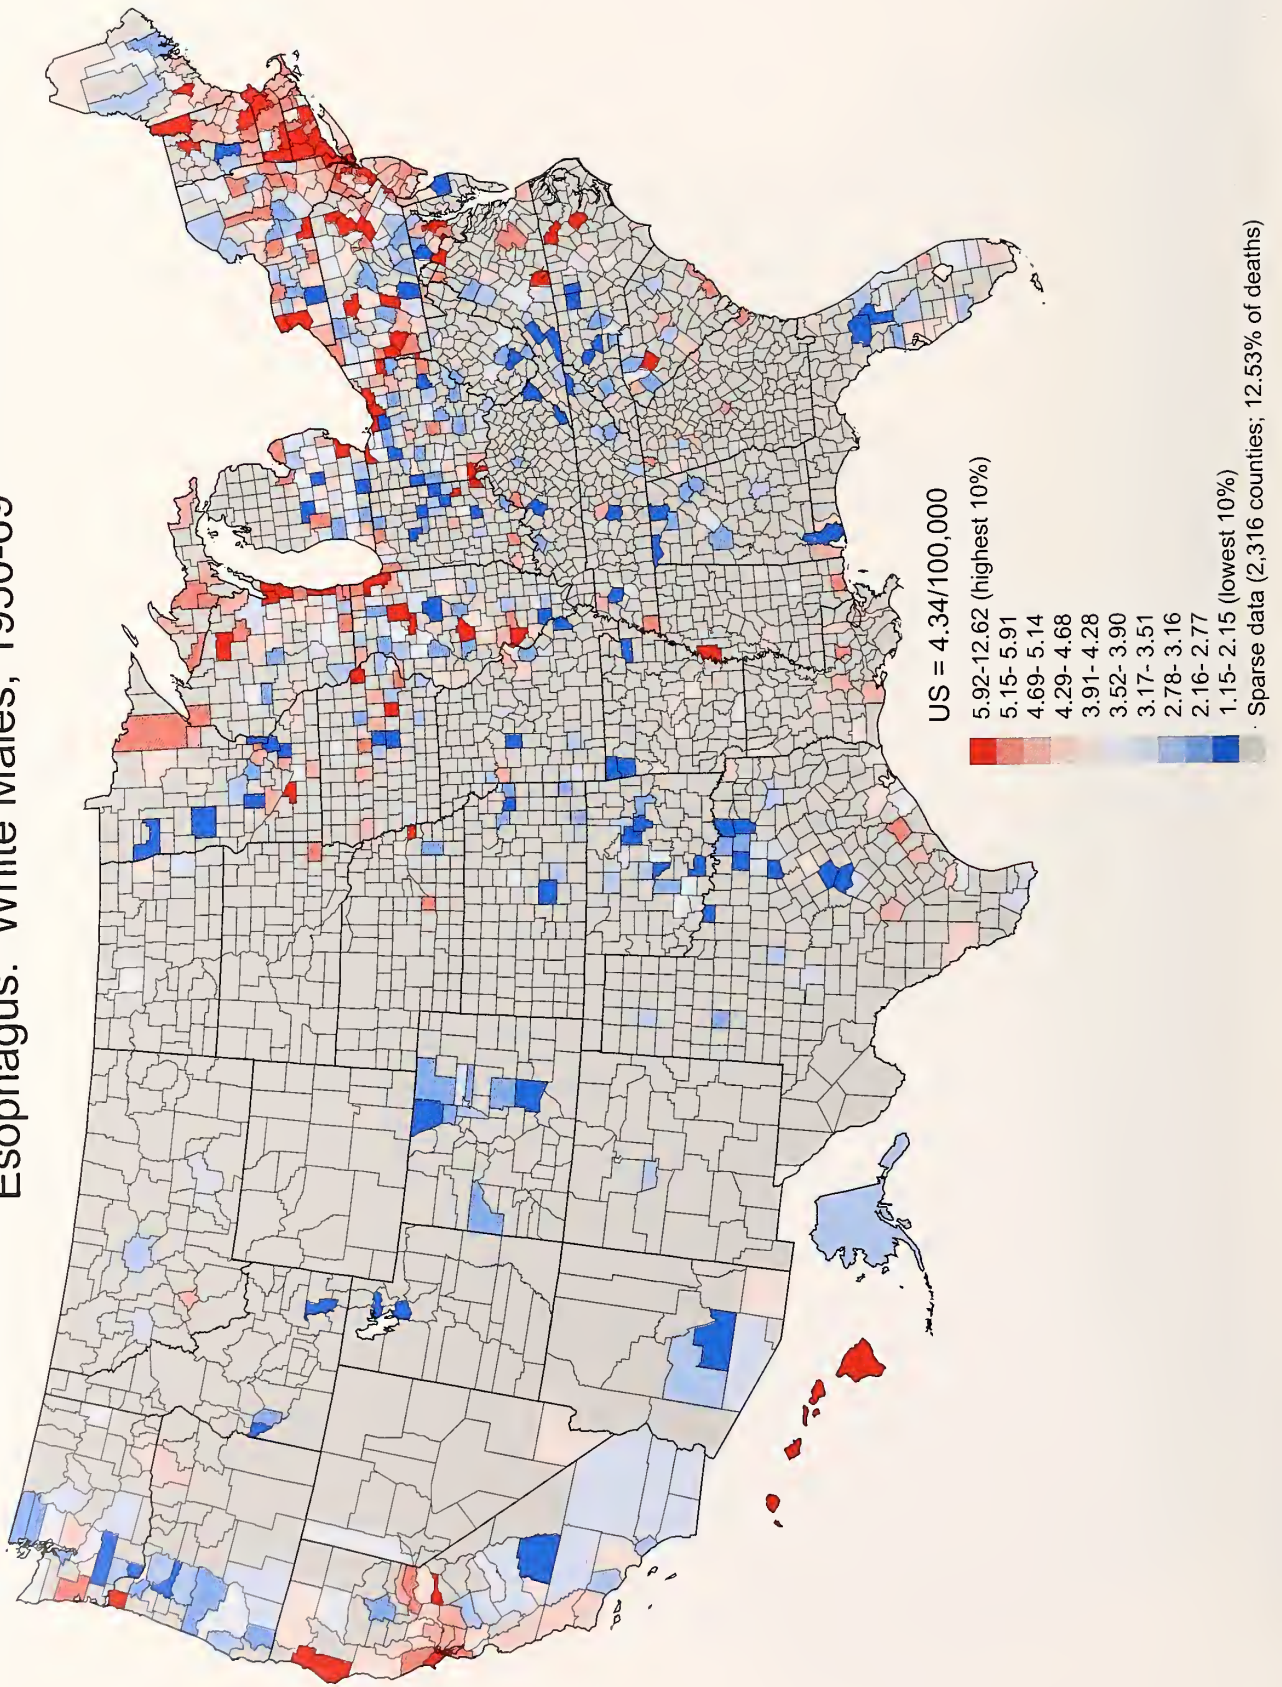 Esophagus: White Males, 1950-69
US = 4.34/100,000
5.92-12.62 (highest 10%)
5.15- 5.91
4.69- 5.14
4.29- 4.68
3.91- 4.28
3.52- 3.90
3.17- 3.51
2.78- 3.16
2.16- 2.77
1.15- 2.15 (lowest 10%)
Sparse data (2,316 counties; 12.53% of deaths)